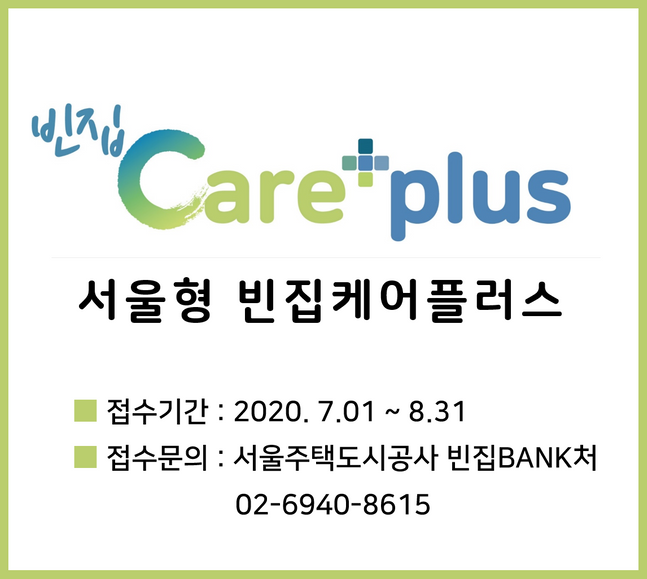 빈집
Care plus
서울형 빈집케어플러스
접수기간 : 2020. 7.01 ~ 8.31
접수문의 : 서울주택도시공사 빈집BANK처
02-6940-8615